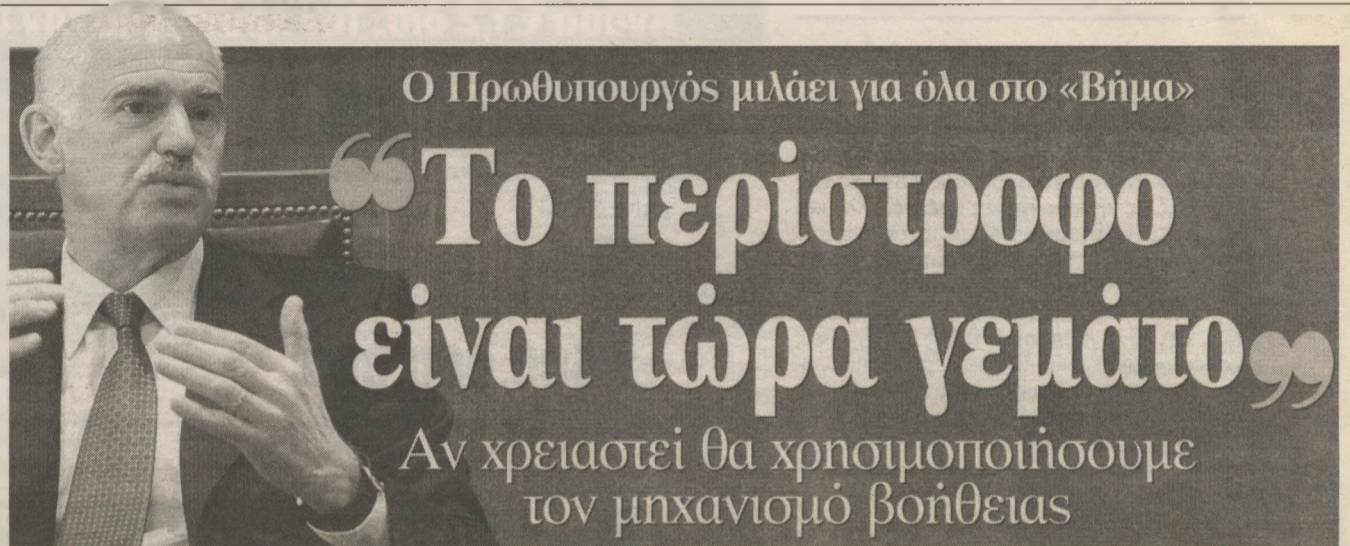 Ο Πρωθυπουργός μιλάει για όλα στο «Βήμα»
“Το περίστροφο
είναι τώρα γεμάτο”
Αν χρειαστεί θα χρησιμοποιήσουμε
τον μηχανισμό βοήθειας